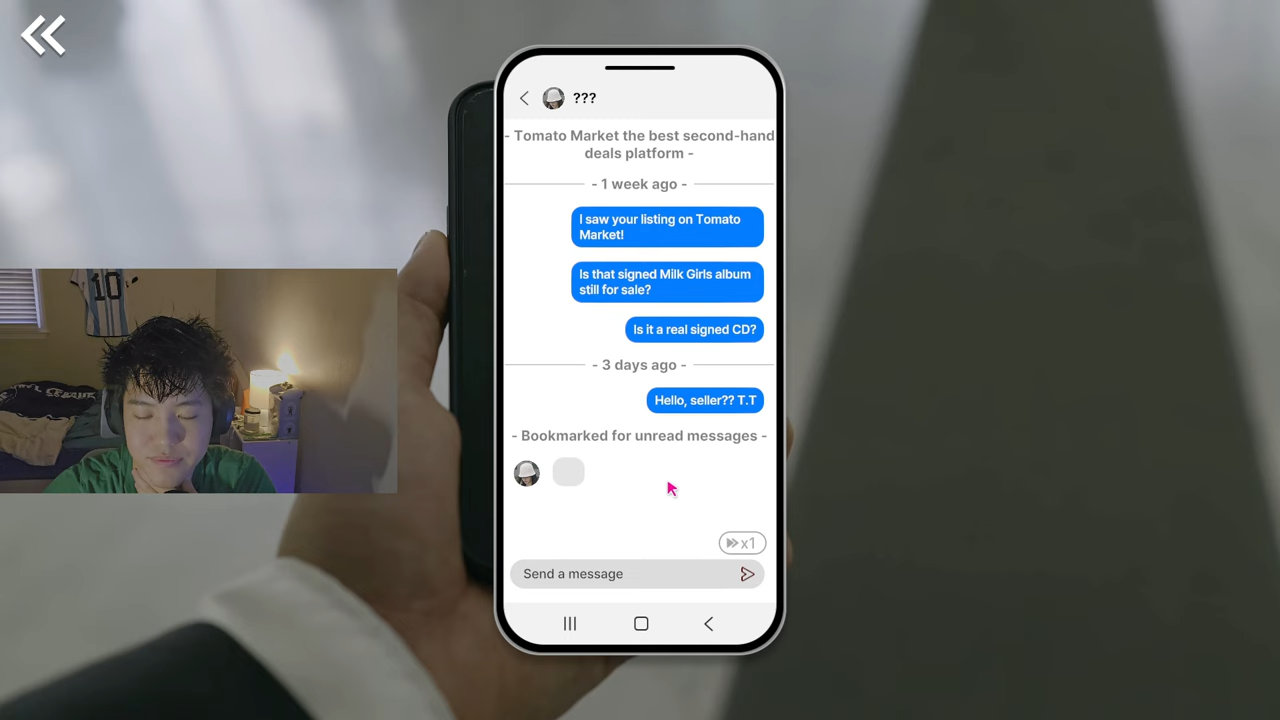 ???
- Tomato Market the best second-hand
deals platform -
- 1 week ago -
I saw your listing on Tomato
Market!
Is that signed Milk Girls album
still for sale?
Is it a real signed CD?
- 3 days ago -
Hello, seller?? T.T
- Bookmarked for unread messages -
x1
Send a message
10